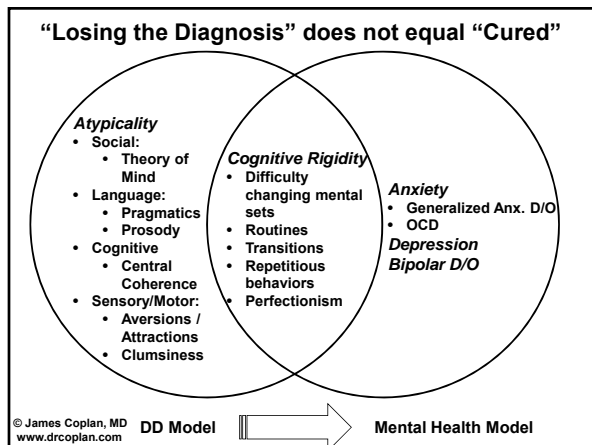 “Losing the Diagnosis” does not equal “Cured”
Atypicality
• Social:
• Theory of
Mind
• Language:
• Pragmatics
• Prosody
• Cognitive
• Central
Coherence
• Sensory/Motor:
• Aversions /
Attractions
• Clumsiness
Cognitive Rigidity
• Difficulty
changing mental
sets
• Routines
• Transitions
• Repetitious
behaviors
• Perfectionism
Anxiety
• Generalized Anx. D/O
• OCD
Depression
Bipolar D/O
© James Coplan, MD
www.drcoplan.com
DD Model
Mental Health Model